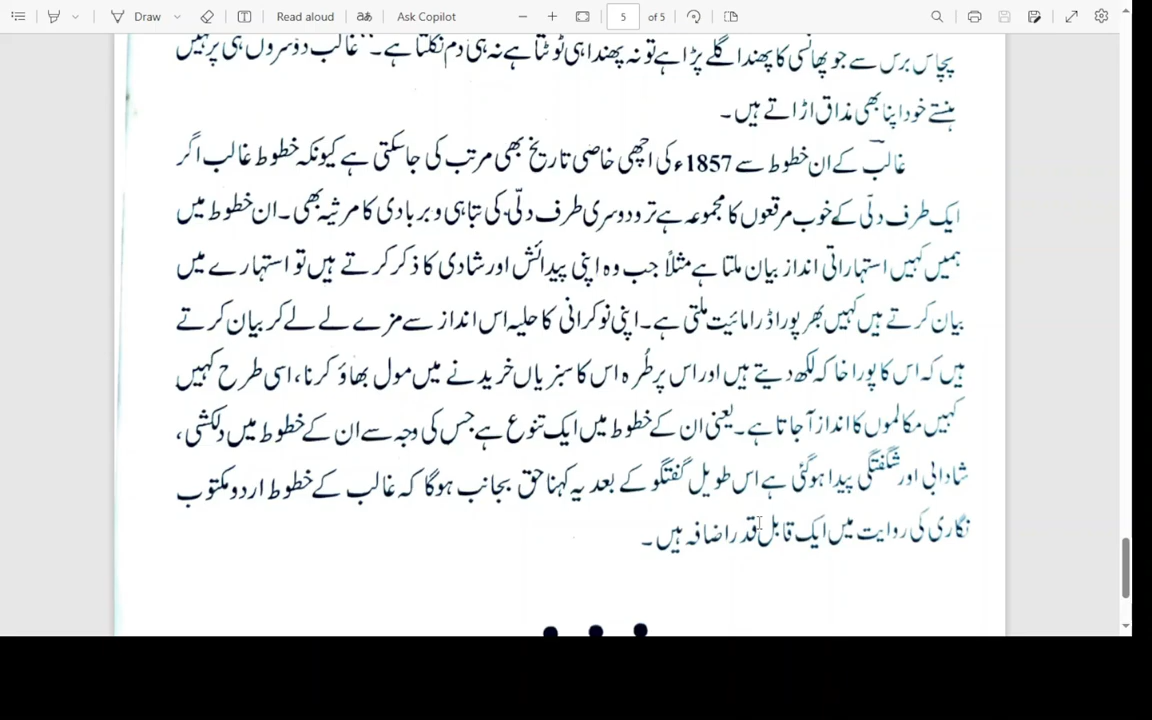 Draw
Read aloud
Ask Copilot
5
of 5
پچاس برس سے جو پھانسی کا پھندا گلے پڑا ہے تو نہ پھندا ہی ٹوٹتا ہے نہ ہی دم نکلتا ہے۔‘‘ غالب دوسروں ہی پر نہیں
ہنستے خود اپنا بھی مذاق اڑاتے ہیں۔
غالبؔ کے ان خطوط سے 1857ء کی اچھی خاصی تاریخ بھی مرتب کی جاسکتی ہے کیونکہ خطوط غالب اگر
ایک طرف دلّی کے خوب مرقعوں کا مجموعہ ہے تو دوسری طرف دلّی کی تباہی و بربادی کا مرثیہ بھی۔ ان خطوط میں
ہمیں کہیں استہاراتی انداز بیان ملتا ہے مثلاً جب وہ اپنی پیدائش اور شادی کا ذکر کرتے ہیں تو استہارے میں
بیان کرتے ہیں کہیں بھرپور ڈرامائیت ملتی ہے۔ اپنی نوکرانی کا حلیہ اس انداز سے مزے لے لے کر بیان کرتے
ہیں کہ اس کا پورا خاکہ لکھ دیتے ہیں اور اس پر طُرہ اس کا سبزیاں خریدنے میں مول بھاؤ کرنا، اسی طرح کہیں
کہیں مکالموں کا انداز آجاتا ہے۔ یعنی ان کے خطوط میں ایک تنوع ہے جس کی وجہ سے ان کے خطوط میں دلکشی،
شادابی اور شگفتگی پیدا ہوگئی ہے اس طویل گفتگو کے بعد یہ کہنا حق بجانب ہوگا کہ غالب کے خطوط اردو مکتوب
نگاری کی روایت میں ایک قابل قدر اضافہ ہیں۔